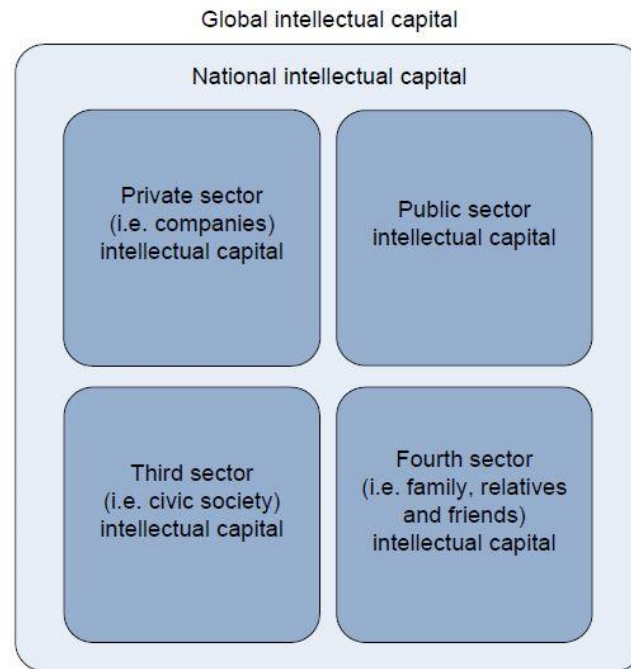 Global intellectual capital
National intellectual capital
Private sector
(i.e. companies)
intellectual capital
Public sector
intellectual capital
Third sector
(i.e. civic society)
intellectual capital
Fourth sector
(i.e. family, relatives
and friends)
intellectual capital